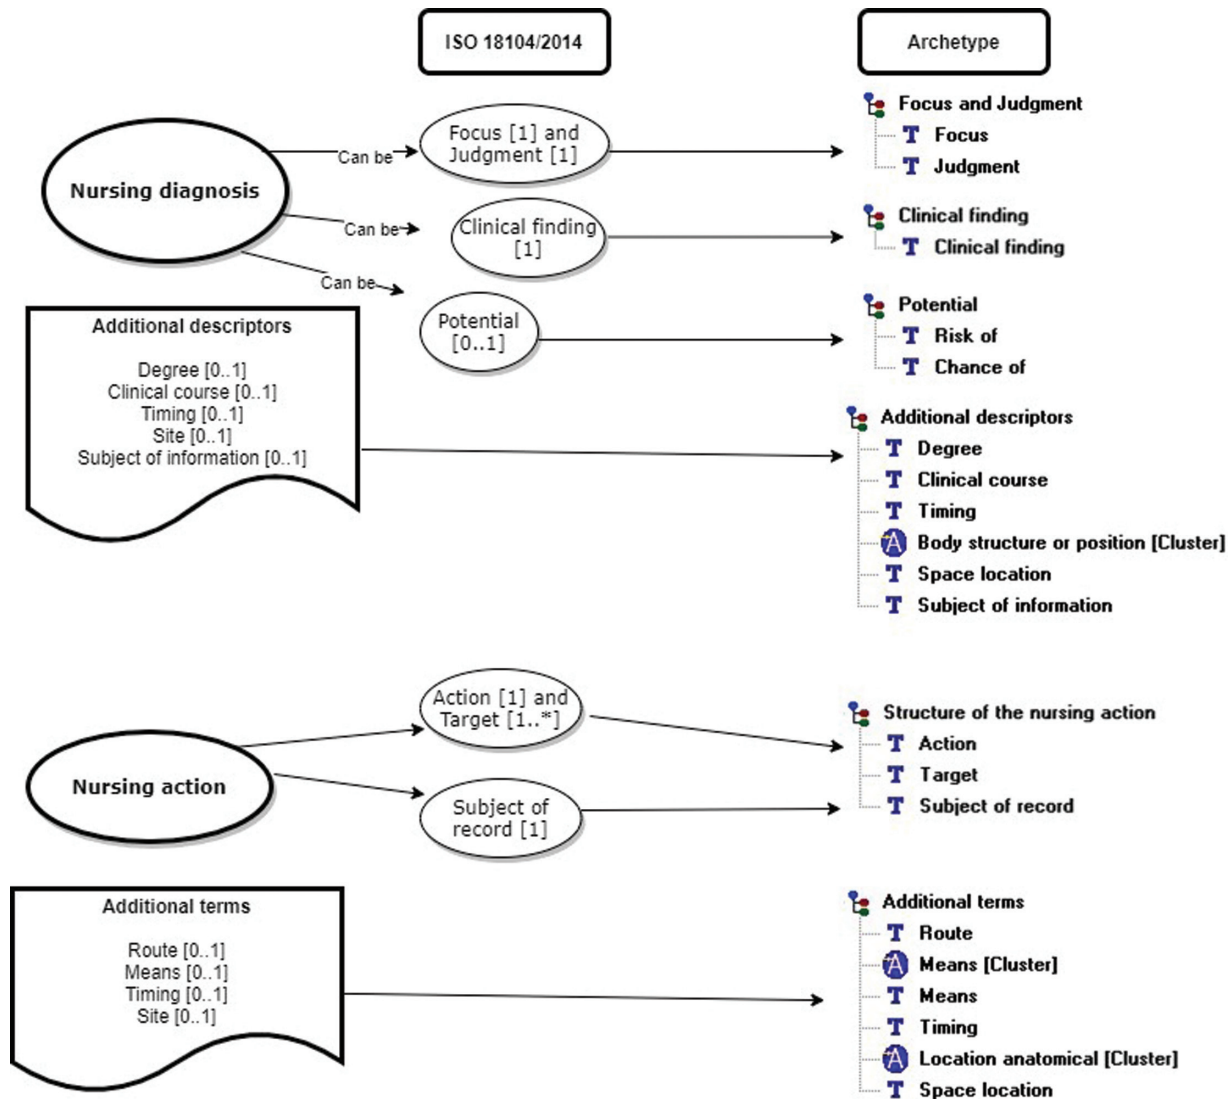 ISO 18104/2014
Archetype
Nursing diagnosis
Can be
Focus [1] and
Judgment [1]
Focus and Judgment
T Focus
T Judgment
Can be
Clinical finding
[1]
Clinical finding
T Clinical finding
Can be
Potential
[0..1]
Potential
T Risk of
T Chance of
Additional descriptors
Degree [0..1]
Clinical course [0..1]
Timing [0..1]
Site [0..1]
Subject of information [0..1]
Additional descriptors
T Degree
T Clinical course
T Timing
A Body structure or position [Cluster]
T Space location
T Subject of information
Nursing action
Action [1] and
Target [1..*]
Subject of
record [1]
Structure of the nursing action
T Action
T Target
T Subject of record
Additional terms
Route [0..1]
Means [0..1]
Timing [0..1]
Site [0..1]
Additional terms
T Route
A Means [Cluster]
T Means
T Timing
A Location anatomical [Cluster]
T Space location